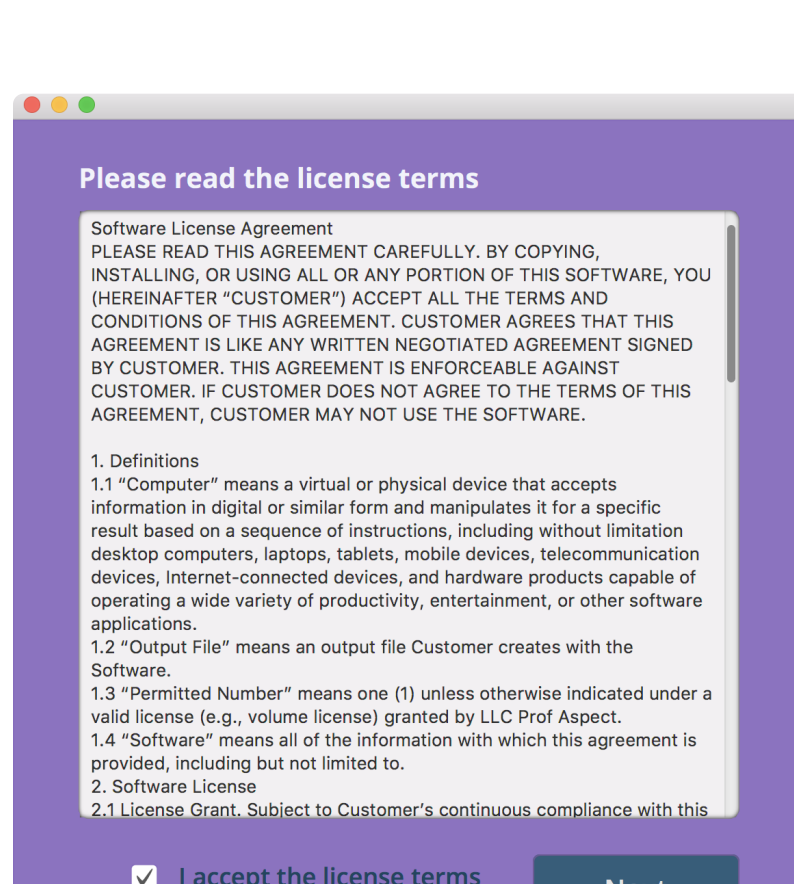 Please read the license terms
Software License Agreement
PLEASE READ THIS AGREEMENT CAREFULLY. BY COPYING,
INSTALLING, OR USING ALL OR ANY PORTION OF THIS SOFTWARE, YOU
(HEREINAFTER “CUSTOMER”) ACCEPT ALL THE TERMS AND
CONDITIONS OF THIS AGREEMENT. CUSTOMER AGREES THAT THIS
AGREEMENT IS LIKE ANY WRITTEN NEGOTIATED AGREEMENT SIGNED
BY CUSTOMER. THIS AGREEMENT IS ENFORCEABLE AGAINST
CUSTOMER. IF CUSTOMER DOES NOT AGREE TO THE TERMS OF THIS
AGREEMENT, CUSTOMER MAY NOT USE THE SOFTWARE.
1. Definitions
1.1 “Computer” means a virtual or physical device that accepts
information in digital or similar form and manipulates it for a specific
result based on a sequence of instructions, including without limitation
desktop computers, laptops, tablets, mobile devices, telecommunication
devices, Internet-connected devices, and hardware products capable of
operating a wide variety of productivity, entertainment, or other software
applications.
1.2 “Output File” means an output file Customer creates with the
Software.
1.3 “Permitted Number” means one (1) unless otherwise indicated under a
valid license (e.g., volume license) granted by LLC Prof Aspect.
1.4 “Software” means all of the information with which this agreement is
provided, including but not limited to.
2. Software License
2.1 License Grant. Subject to Customer’s continuous compliance with this
I accept the license terms
Next